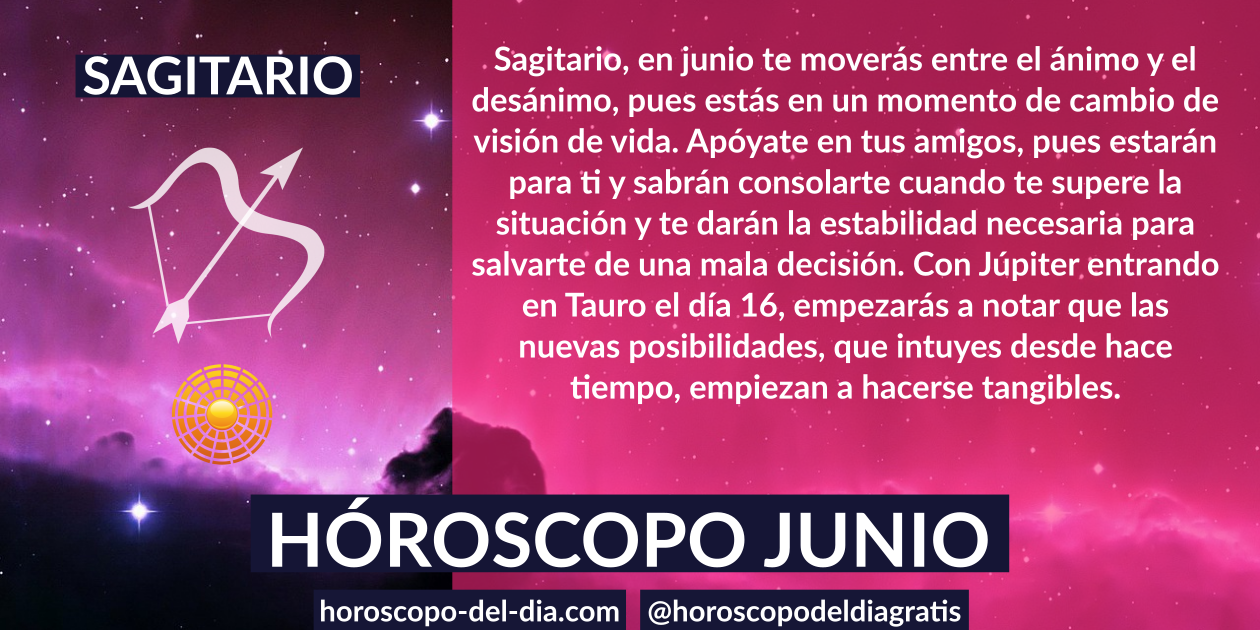 SAGITARIO
Sagitario, en junio te moverás entre el ánimo y el
desánimo, pues estás en un momento de cambio de
visión de vida. Apóyate en tus amigos, pues estarán
para ti y sabrán consolarte cuando te supere la
situación y te darán la estabilidad necesaria para
salvarte de una mala decisión. Con Júpiter entrando
en Tauro el día 16, empezarás a notar que las
nuevas posibilidades, que intuyes desde hace
tiempo, empiezan a hacerse tangibles.
HÓROSCOPO JUNIO
horoscopo-del-dia.com
@horoscopodeldiagratis